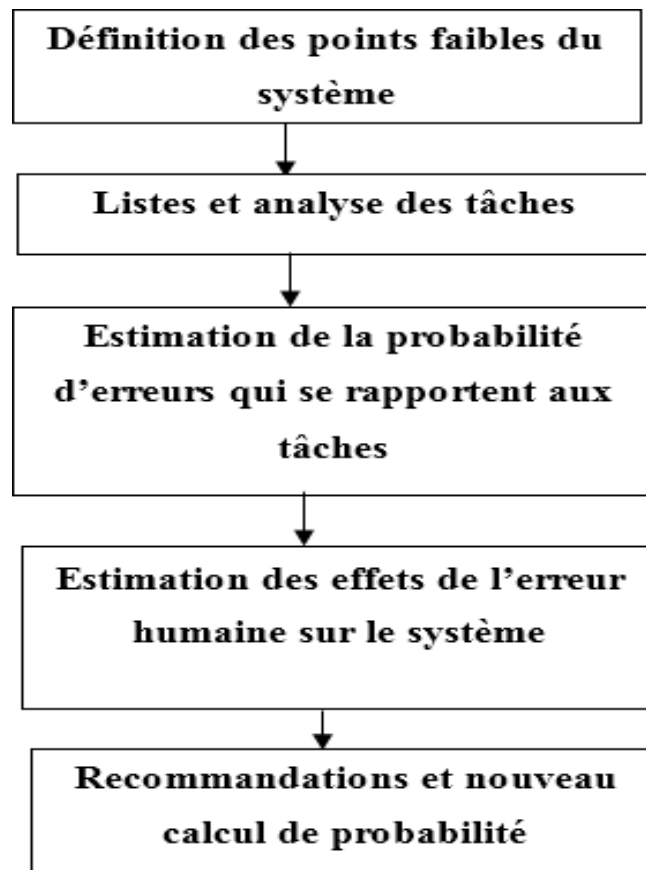 Définition des points faibles du
système
Listes et analyse des tâches
Estimation de la probabilité
d'erreurs qui se rapportent aux
tâches
Estimation des effets de l'erreur
humaine sur le système
Recommandations et nouveau
calcul de probabilité